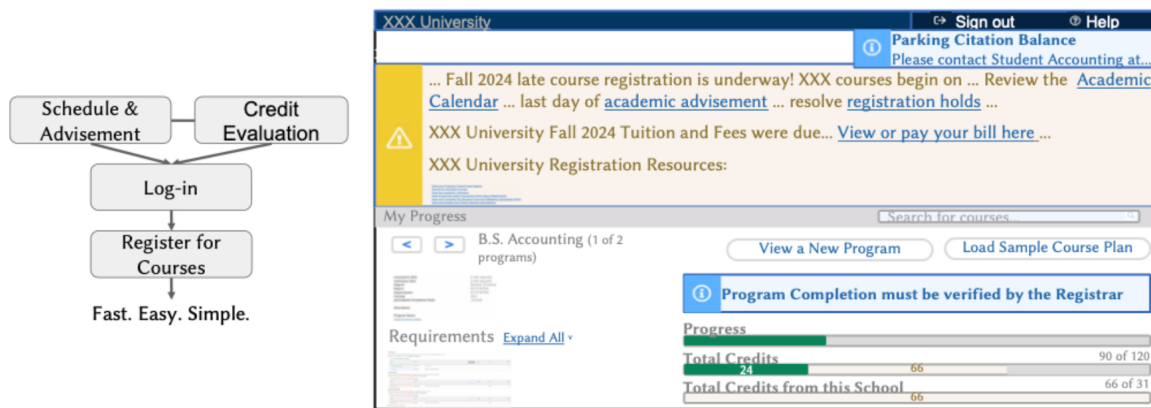 Schedule &
Advisement
Credit
Evaluation
Log-in
Register for
Courses
Fast. Easy. Simple.
XXX University
Sign out
Help
Parking Citation Balance
Please contact Student Accounting at...
... Fall 2024 late course registration is underway! XXX courses begin on ... Review the Academic
Calendar ... last day of academic advisement ... resolve registration holds ...
XXX University Fall 2024 Tuition and Fees were due... View or pay your bill here ...
XXX University Registration Resources:
My Progress
Search for courses...
< > B.S. Accounting (1 of 2
programs)
View a New Program
Load Sample Course Plan
Program Completion must be verified by the Registrar
Requirements Expand All
Progress
Total Credits 90 of 120
24 66
Total Credits from this School 66 of 31
66